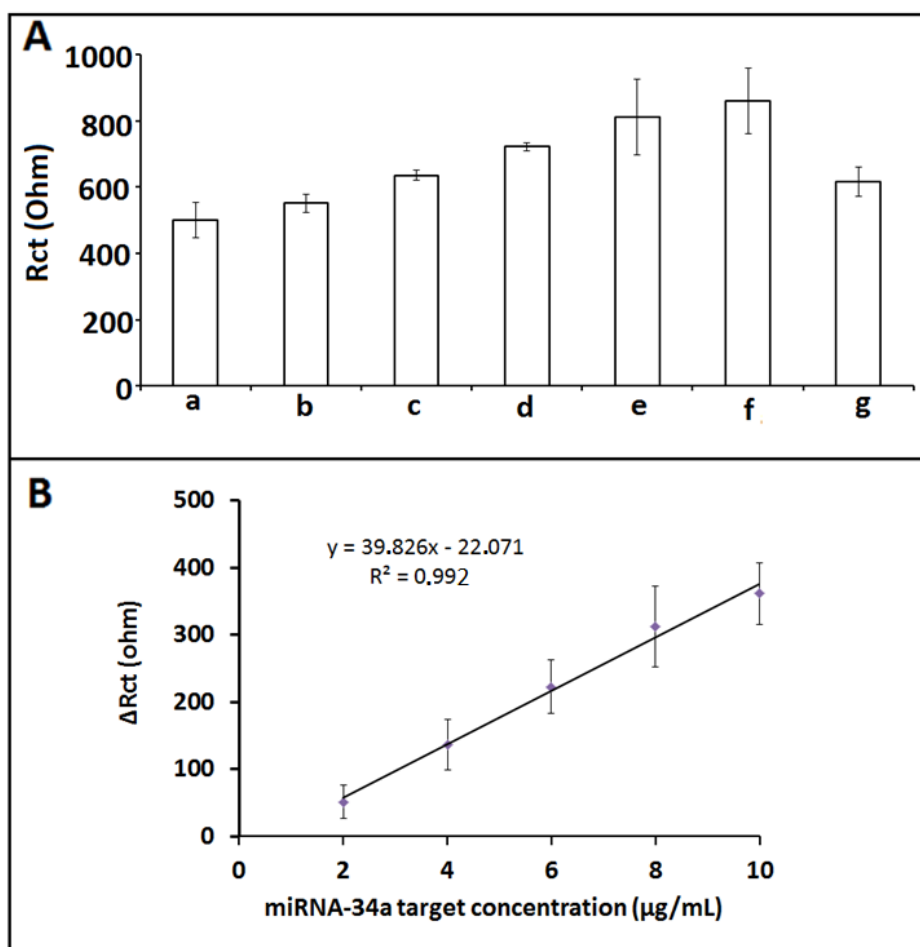 A
1000
800
600
400
200
0
Rct (Ohm)
a b c d e f g
B
500
400
300
200
100
0
ΔRct (ohm)
y = 39.826x - 22.071
R² = 0.992
0 2 4 6 8 10
miRNA-34a target concentration (µg/mL)